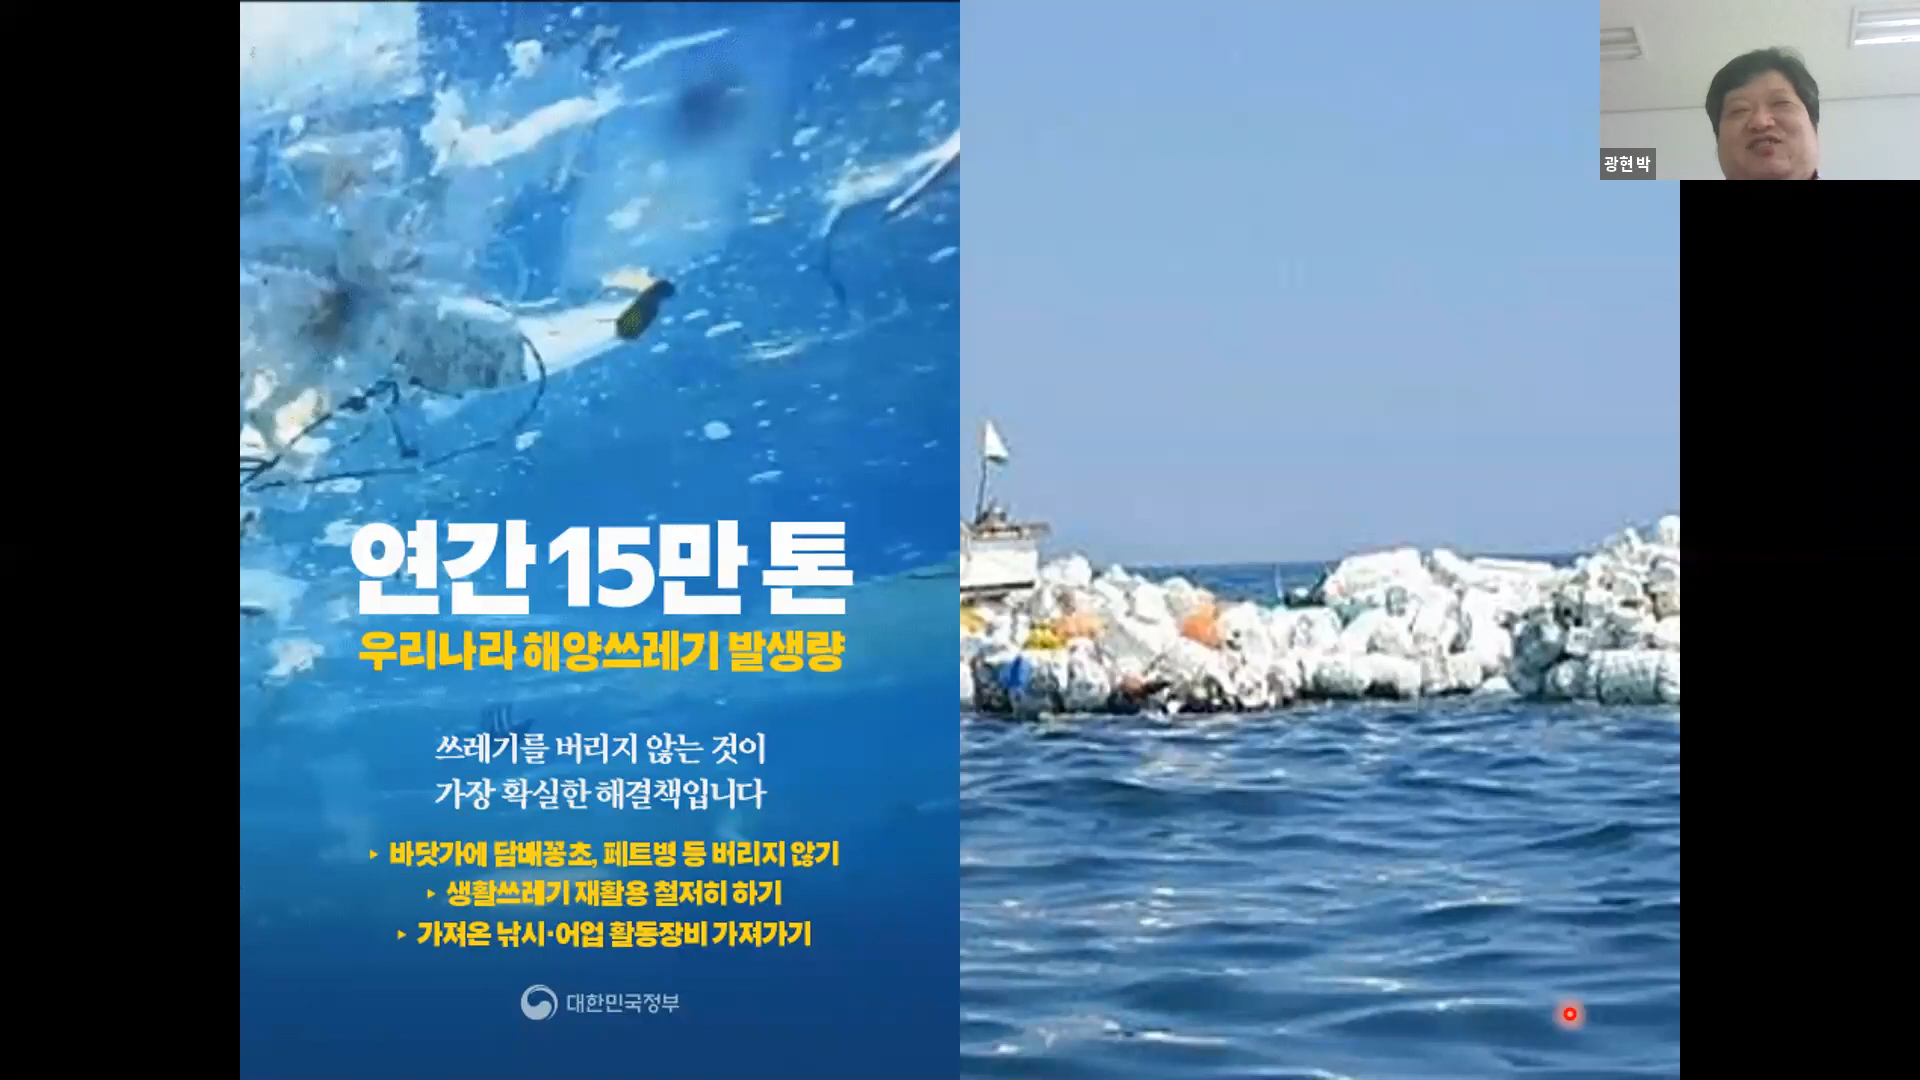 연간 15만 톤
우리나라 해양쓰레기 발생량
쓰레기를 버리지 않는 것이
가장 확실한 해결책입니다
▸ 바닷가에 담배꽁초, 페트병 등 버리지 않기
▸ 생활쓰레기 재활용 철저히 하기
▸ 가져온 낚시·어업 활동장비 가져가기
대한민국정부
광현 박